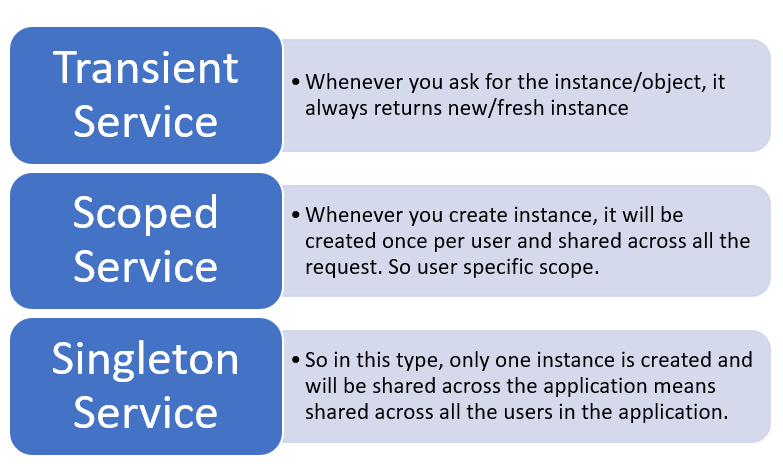 Transient
Service
• Whenever you ask for the instance/object, it
always returns new/fresh instance
Scoped
Service
• Whenever you create instance, it will be
created once per user and shared across all the
request. So user specific scope.
Singleton
Service
• So in this type, only one instance is created and
will be shared across the application means
shared across all the users in the application.